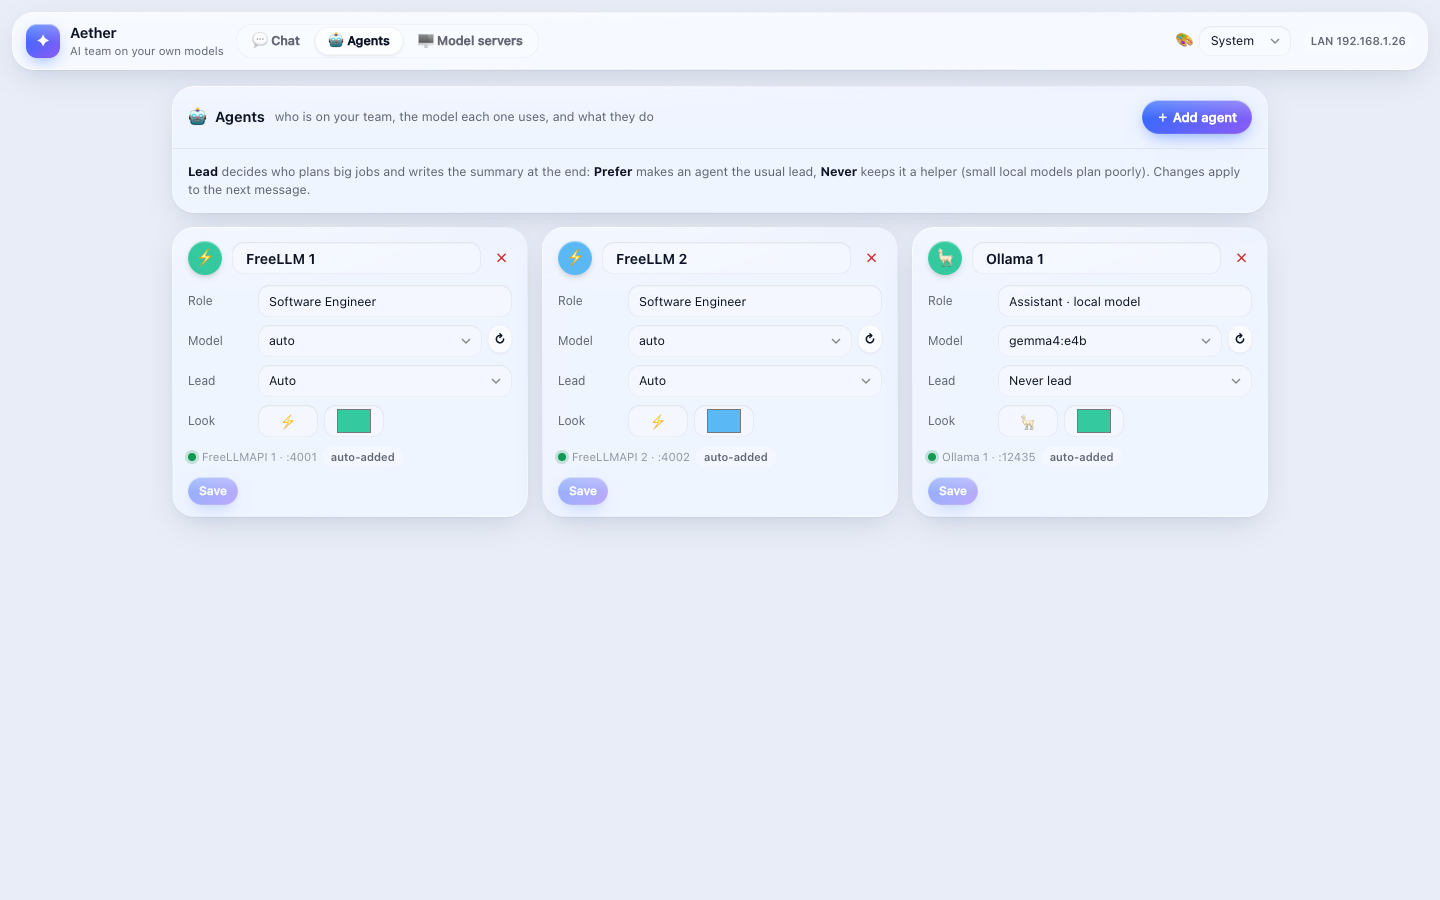 Aether
AI team on your own models
💬 Chat
🤖 Agents
🖥️ Model servers
🎨 System
LAN 192.168.1.26
🤖 Agents who is on your team, the model each one uses, and what they do
+ Add agent
Lead decides who plans big jobs and writes the summary at the end: Prefer makes an agent the usual lead, Never keeps it a helper (small local models plan poorly). Changes apply
to the next message.
⚡ FreeLLM 1 ✕
Role Software Engineer
Model auto ↻
Lead Auto
Look ⚡
FreeLLMAPI 1 · :4001 auto-added
Save
⚡ FreeLLM 2 ✕
Role Software Engineer
Model auto ↻
Lead Auto
Look ⚡
FreeLLMAPI 2 · :4002 auto-added
Save
🦙 Ollama 1 ✕
Role Assistant · local model
Model gemma4:e4b ↻
Lead Never lead
Look 🦙
Ollama 1 · :12435 auto-added
Save